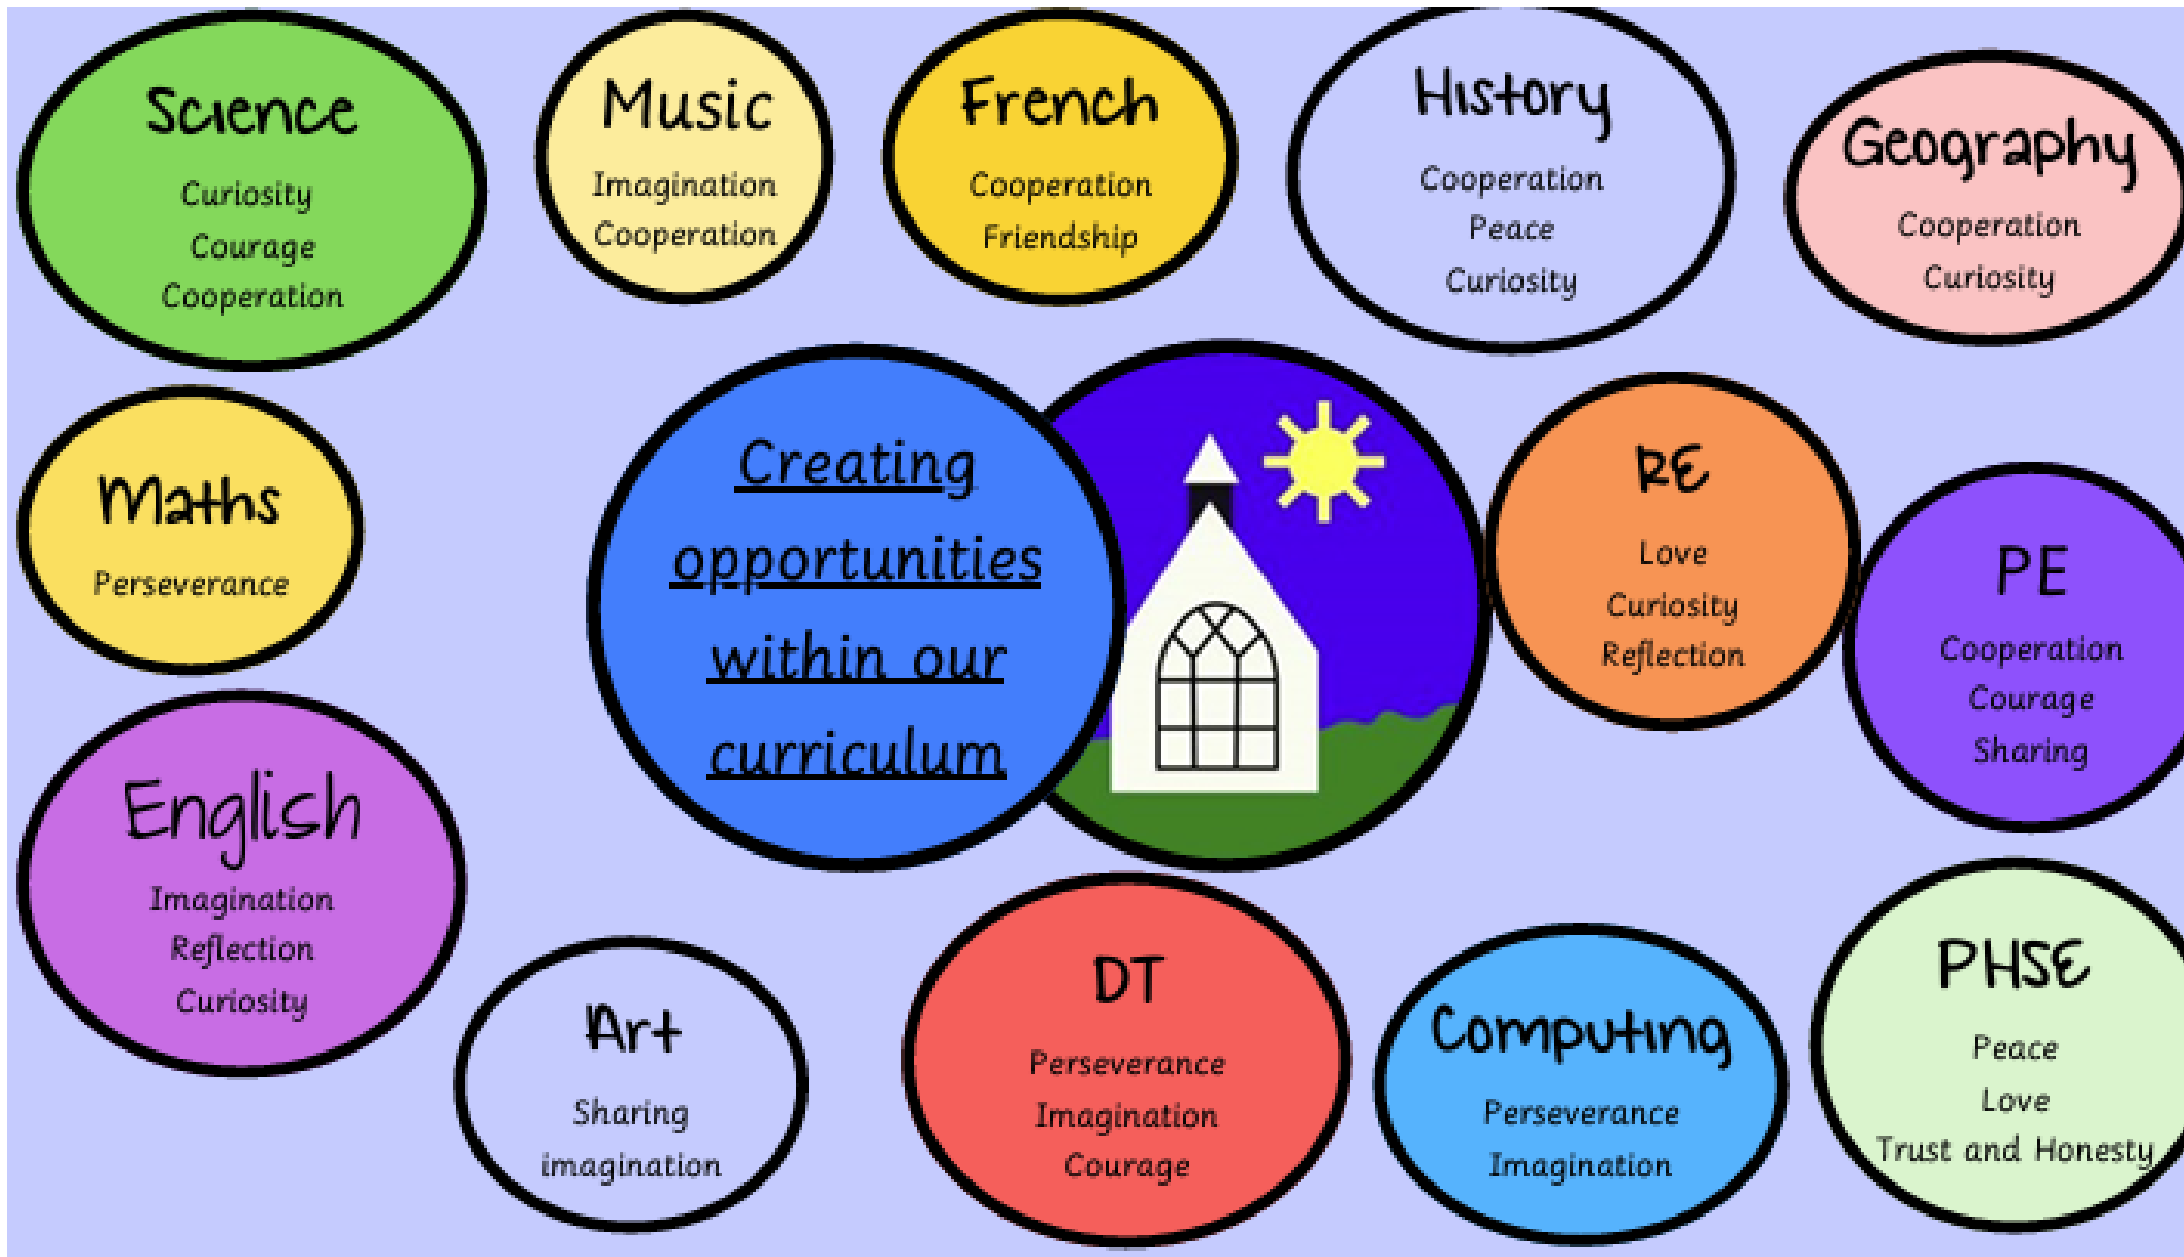 Science
Curiosity
Courage
Cooperation
Music
Imagination
Cooperation
French
Cooperation
Friendship
History
Cooperation
Peace
Curiosity
Geography
Cooperation
Curiosity
Maths
Perseverance
Creating
opportunities
within our
curriculum
RE
Love
Curiosity
Reflection
PE
Cooperation
Courage
Sharing
English
Imagination
Reflection
Curiosity
Art
Sharing
imagination
DT
Perseverance
Imagination
Courage
Computing
Perseverance
Imagination
PHSE
Peace
Love
Trust and Honesty